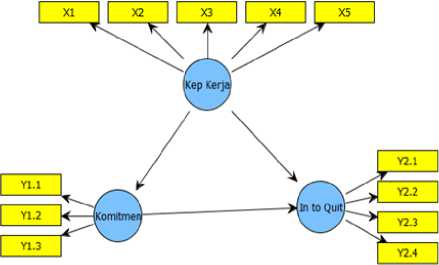 X1 X2 X3 X4 X5
Kep Kerja
Y1.1
Y1.2
Y1.3
Komitmen
In to Quit
Y2.1
Y2.2
Y2.3
Y2.4